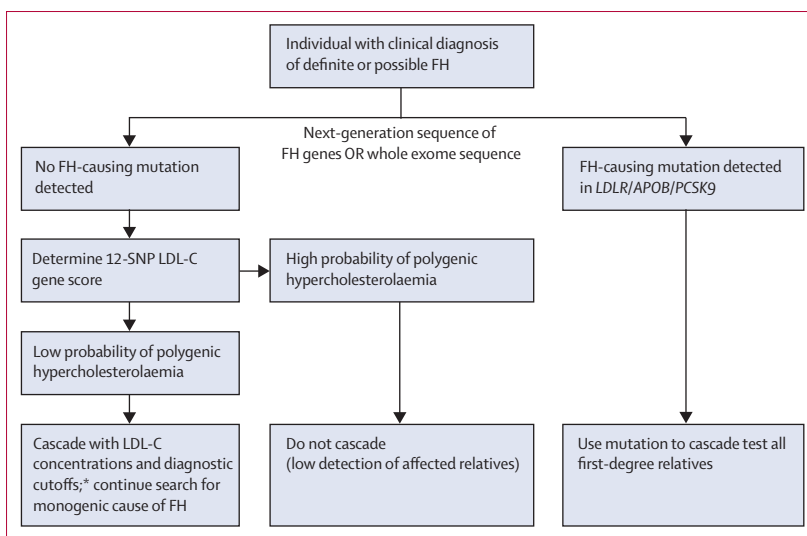 Individual with clinical diagnosis
of definite or possible FH
Next-generation sequence of
FH genes OR whole exome sequence
No FH-causing mutation
detected
FH-causing mutation detected
in LDLR/APOB/PCSK9
Determine 12-SNP LDL-C
gene score
High probability of polygenic
hypercholesterolaemia
Low probability of polygenic
hypercholesterolaemia
Cascade with LDL-C
concentrations and diagnostic
cutoffs;* continue search for
monogenic cause of FH
Do not cascade
(low detection of affected relatives)
Use mutation to cascade test all
first-degree relatives